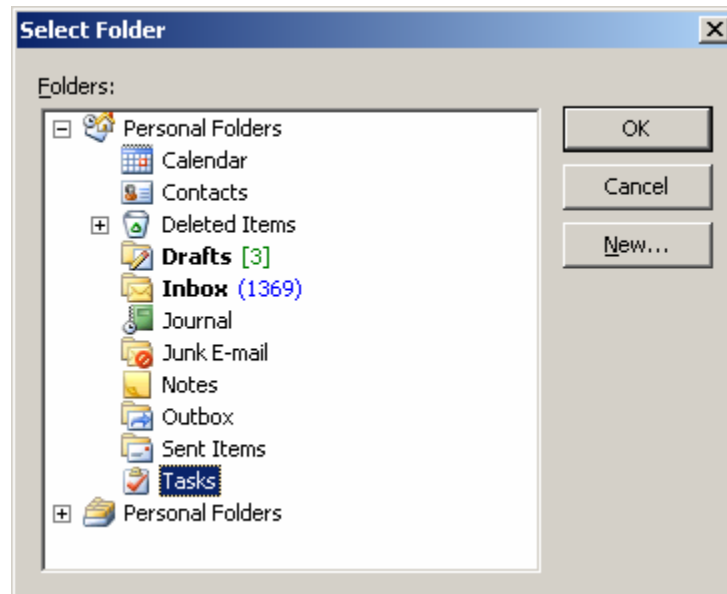 Select Folder
Folders:
Personal Folders
OK
Calendar
Contacts
Cancel
Deleted Items
New...
Drafts [3]
Inbox (1369)
Journal
Junk E-mail
Notes
Outbox
Sent Items
Tasks
Personal Folders